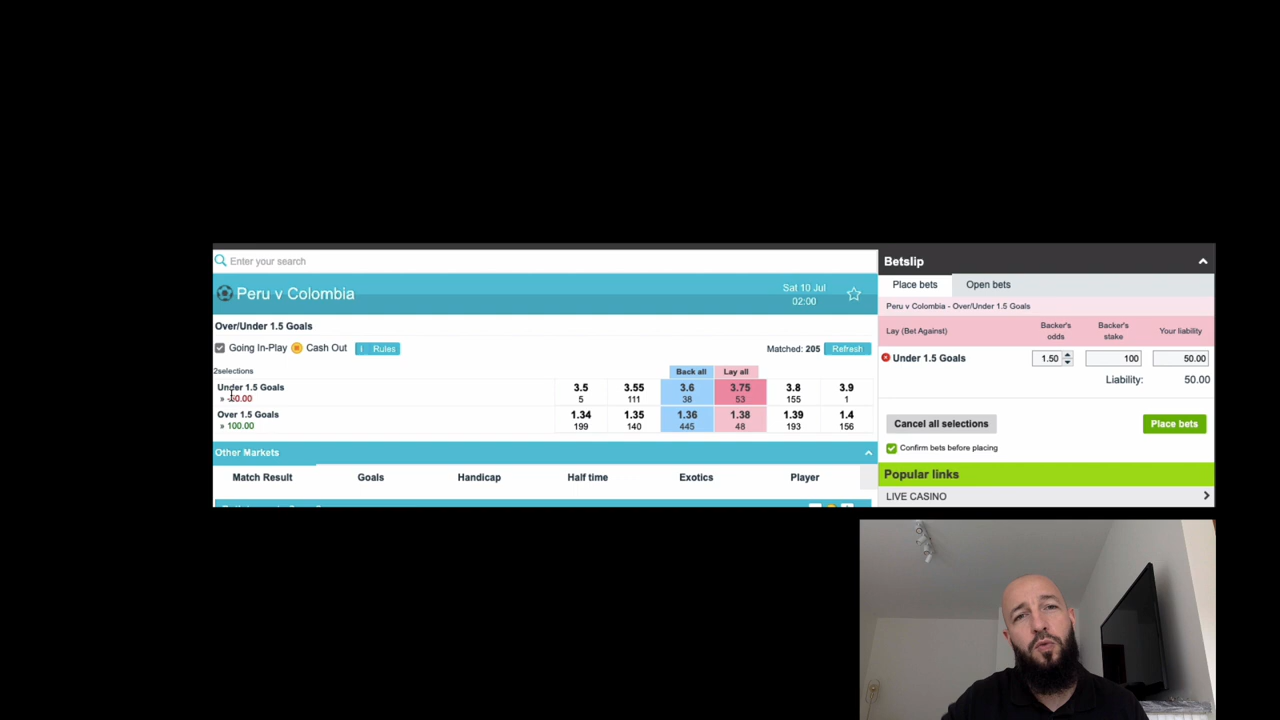 Enter your search
Peru v Colombia
Sat 10 Jul
02:00
Over/Under 1.5 Goals
Going In-Play Cash Out i Rules
Matched: 205 Refresh
2selections
Back all Lay all
Under 1.5 Goals 3.5 3.55 3.6 3.75 3.8 3.9
» -50.00 5 111 38 53 155 1
Over 1.5 Goals 1.34 1.35 1.36 1.38 1.39 1.4
» 100.00 199 140 445 48 193 156
Other Markets
Match Result Goals Handicap Half time Exotics Player
Betslip
Place bets Open bets
Peru v Colombia - Over/Under 1.5 Goals
Lay (Bet Against) Backer's odds Backer's stake Your liability
Under 1.5 Goals 1.50 100 50.00
Liability: 50.00
Cancel all selections Place bets
Confirm bets before placing
Popular links
LIVE CASINO